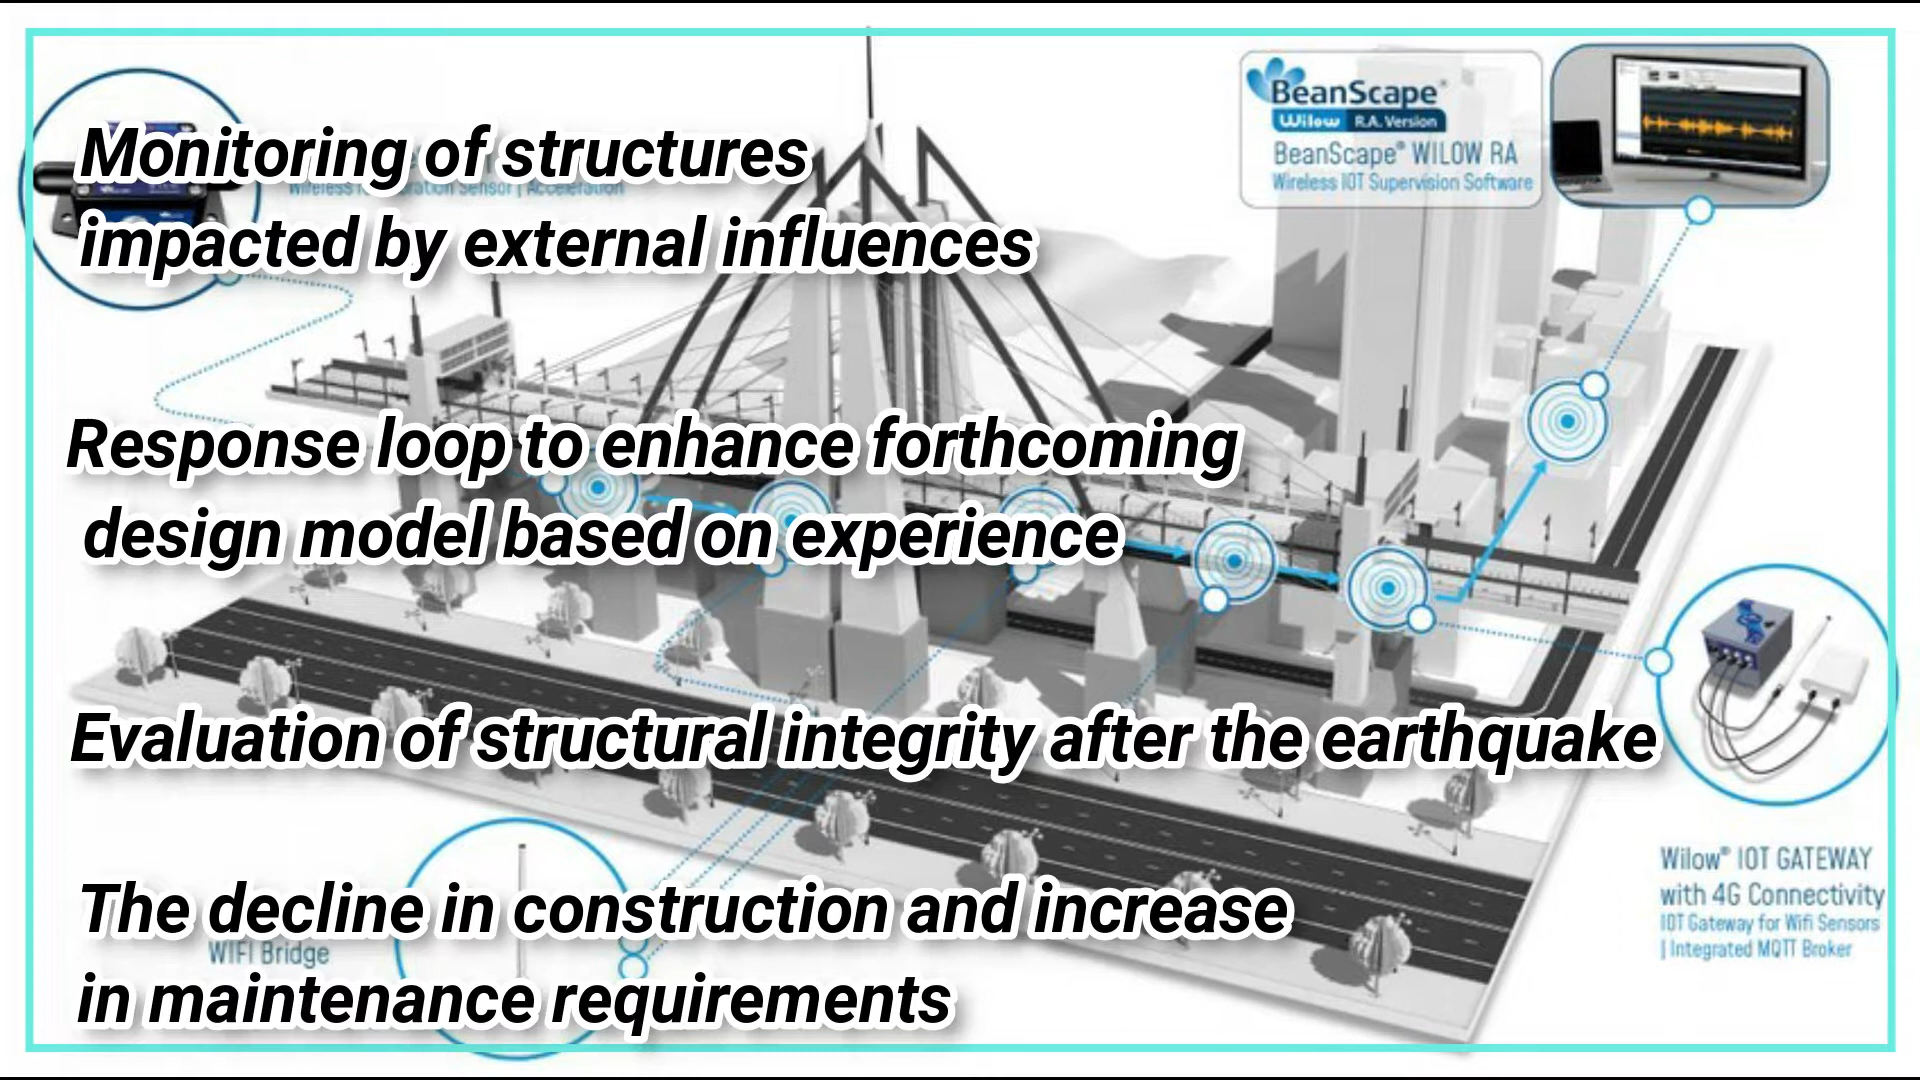 Monitoring of structures
impacted by external influences
Wireless Sensor | Acceleration
BeanScape®
Wilow R.A. Version
BeanScape® WILOW RA
Wireless IOT Supervision Software
Response loop to enhance forthcoming
design model based on experience
Evaluation of structural integrity after the earthquake
Wilow® IOT GATEWAY
with 4G Connectivity
IOT Gateway for Wifi Sensors
| Integrated MQTT Broker
The decline in construction and increase
WIFI Bridge
in maintenance requirements